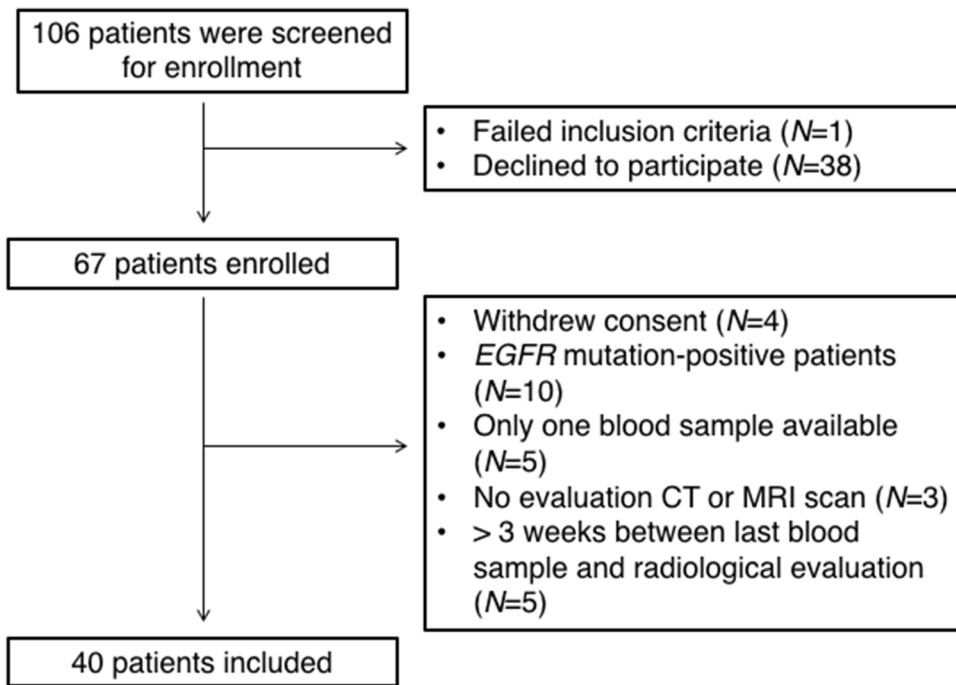 106 patients were screened
for enrollment
• Failed inclusion criteria (N=1)
• Declined to participate (N=38)
67 patients enrolled
• Withdrew consent (N=4)
• EGFR mutation-positive patients
(N=10)
• Only one blood sample available
(N=5)
• No evaluation CT or MRI scan (N=3)
• > 3 weeks between last blood
sample and radiological evaluation
(N=5)
40 patients included